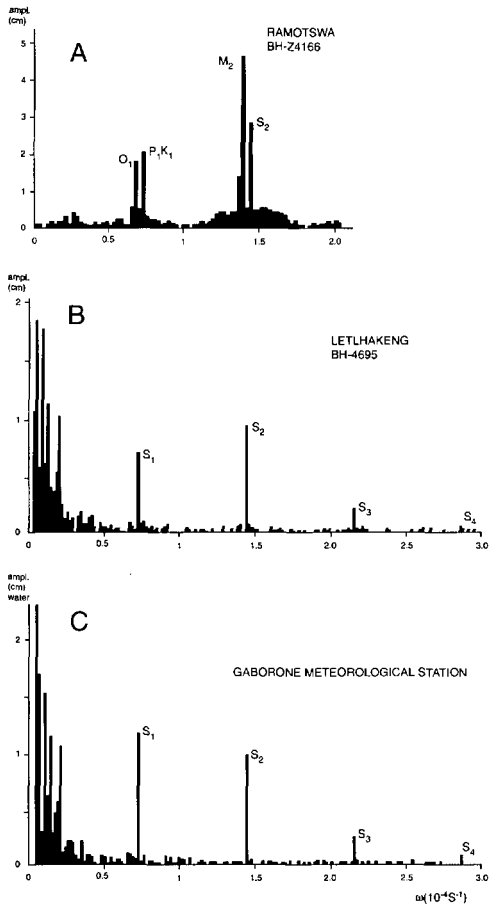 ampl.
(cm)
A
RAMOTSWA
BH-Z4166
5
4
3
2
1
0
M2
S2
O1
P1K1
0
0.5
1
1.5
2.0
ampl.
(cm)
B
LETLHAKENG
BH-4695
2
1
0
S1
S2
S3
S4
0
0.5
1
1.5
2.0
2.5
3.0
ampl.
(cm)
water
C
GABORONE METEOROLOGICAL STATION
2
1
0
S1
S2
S3
S4
0
0.5
1
1.5
2.0
2.5
3.0
ω(10⁻⁴S⁻¹)